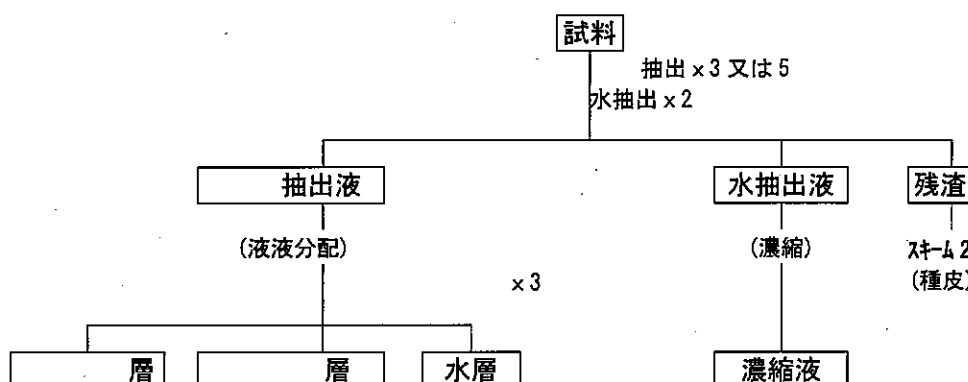 試料
抽出 x 3 又は 5
水抽出 x 2
抽出液
水抽出液
残渣
(液液分配)
(濃縮)
スキーム 2
(種皮)
x 3
層
層
水層
濃縮液